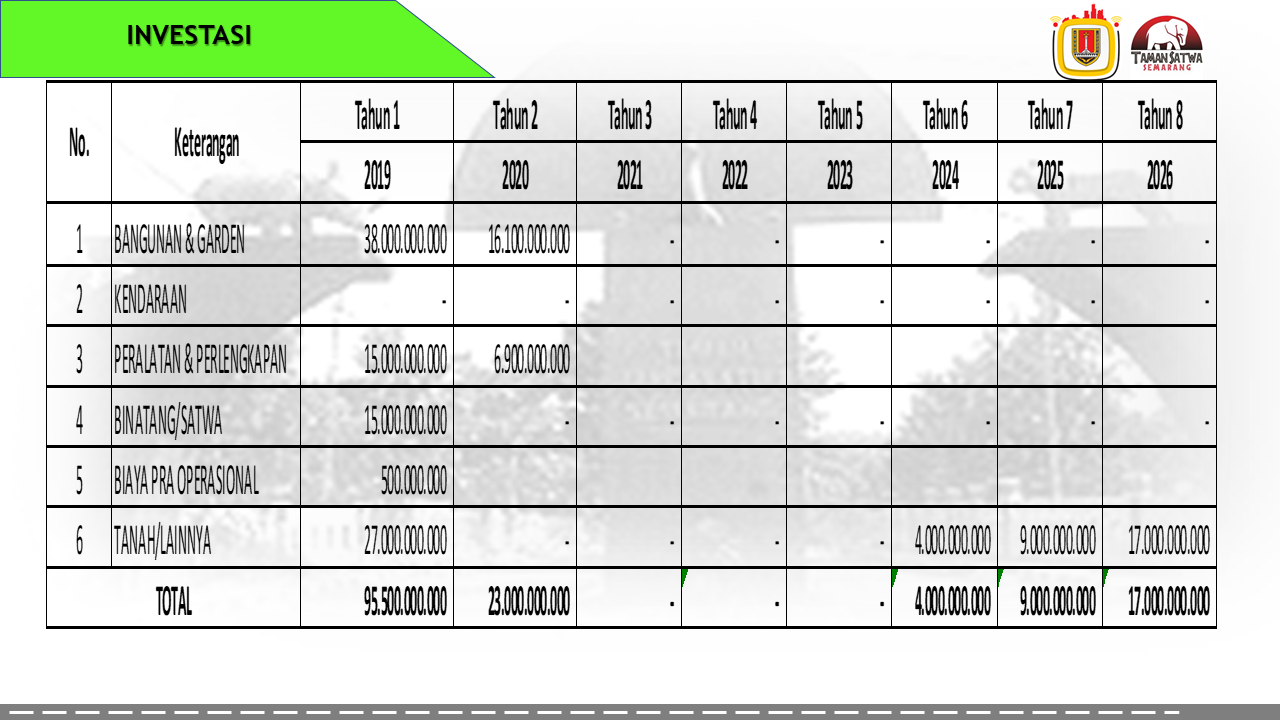 INVESTASI
TAMAN SATWA
SEMARANG
No. Keterangan Tahun 1 Tahun 2 Tahun 3 Tahun 4 Tahun 5 Tahun 6 Tahun 7 Tahun 8
2019 2020 2021 2022 2023 2024 2025 2026
1 BANGUNAN & GARDEN 38.000.000.000 16.100.000.000 - - - - - -
2 KENDARAAN - - - - - - - -
3 PERALATAN & PERLENGKAPAN 15.000.000.000 6.900.000.000
4 BINATANG/SATWA 15.000.000.000 - - - - - - -
5 BIAYA PRA OPERASIONAL 500.000.000
6 TANAH/LAINNYA 27.000.000.000 - - - - 4.000.000.000 9.000.000.000 17.000.000.000
TOTAL 95.500.000.000 23.000.000.000 - - - 4.000.000.000 9.000.000.000 17.000.000.000